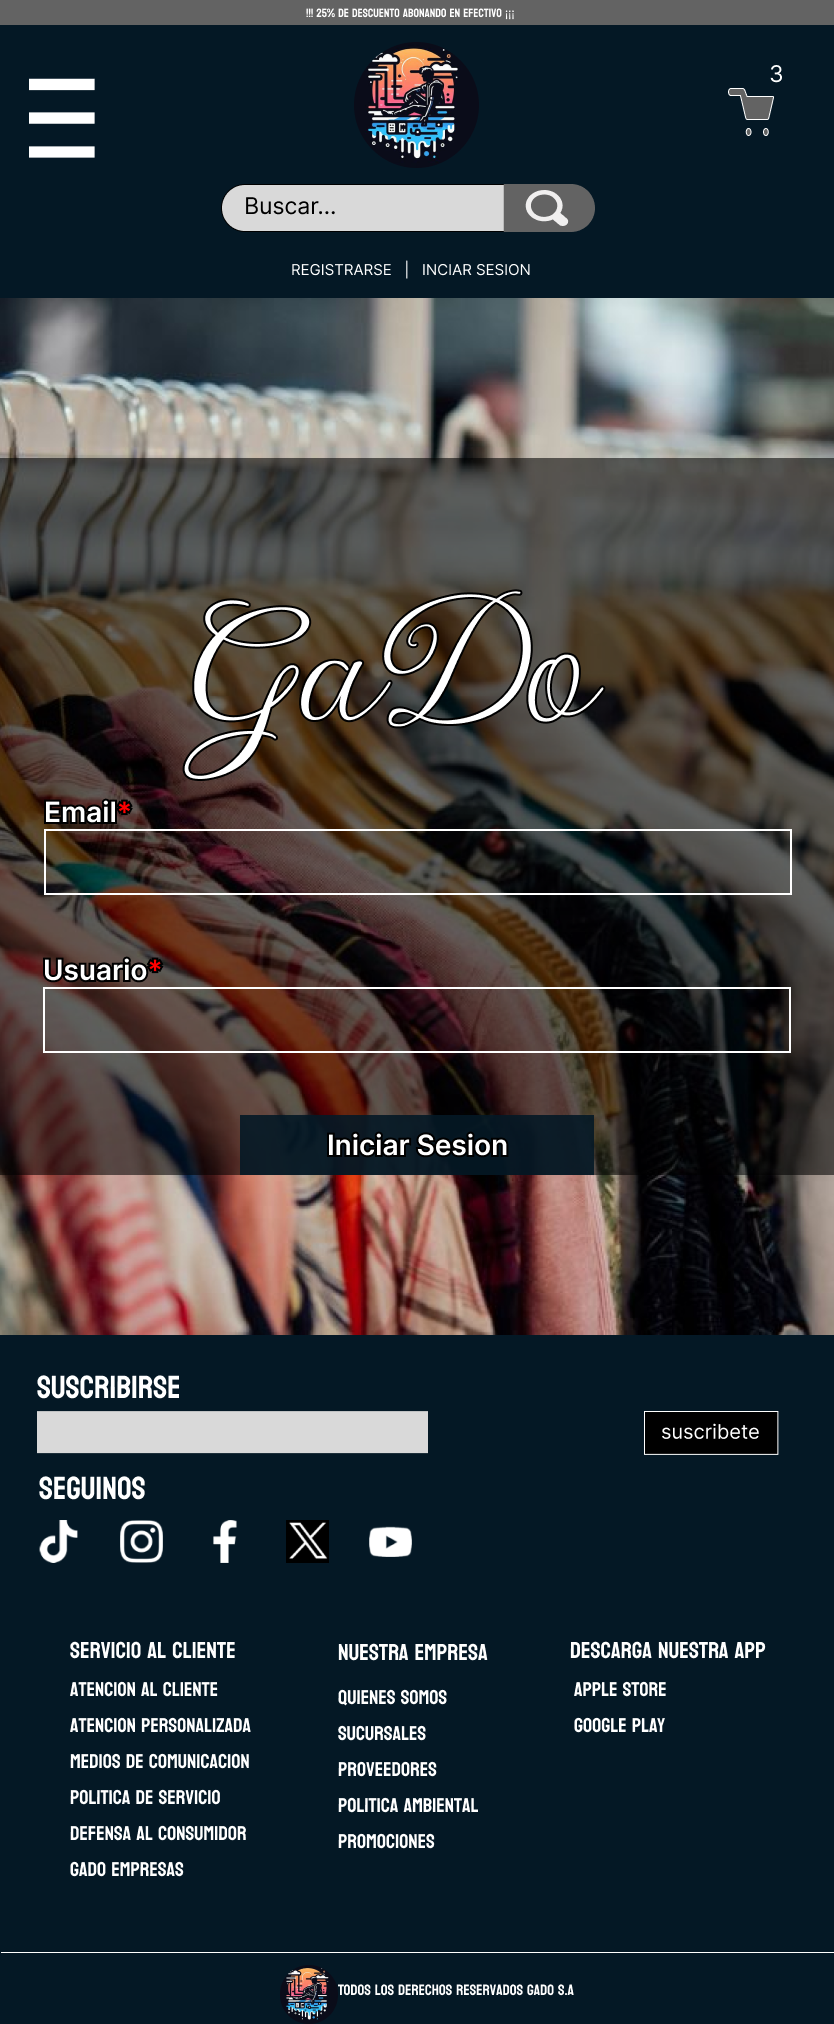 !!! 25% DE DESCUENTO ABONANDO EN EFECTIVO ¡¡¡
3
Buscar...
REGISTRARSE | INCIAR SESION
GaDo
Email*
Usuario*
Iniciar Sesion
SUSCRIBIRSE
suscribete
SEGUINOS
SERVICIO AL CLIENTE
ATENCION AL CLIENTE
ATENCION PERSONALIZADA
MEDIOS DE COMUNICACION
POLITICA DE SERVICIO
DEFENSA AL CONSUMIDOR
GADO EMPRESAS
NUESTRA EMPRESA
QUIENES SOMOS
SUCURSALES
PROVEEDORES
POLITICA AMBIENTAL
PROMOCIONES
DESCARGA NUESTRA APP
APPLE STORE
GOOGLE PLAY
TODOS LOS DERECHOS RESERVADOS GADO S.A